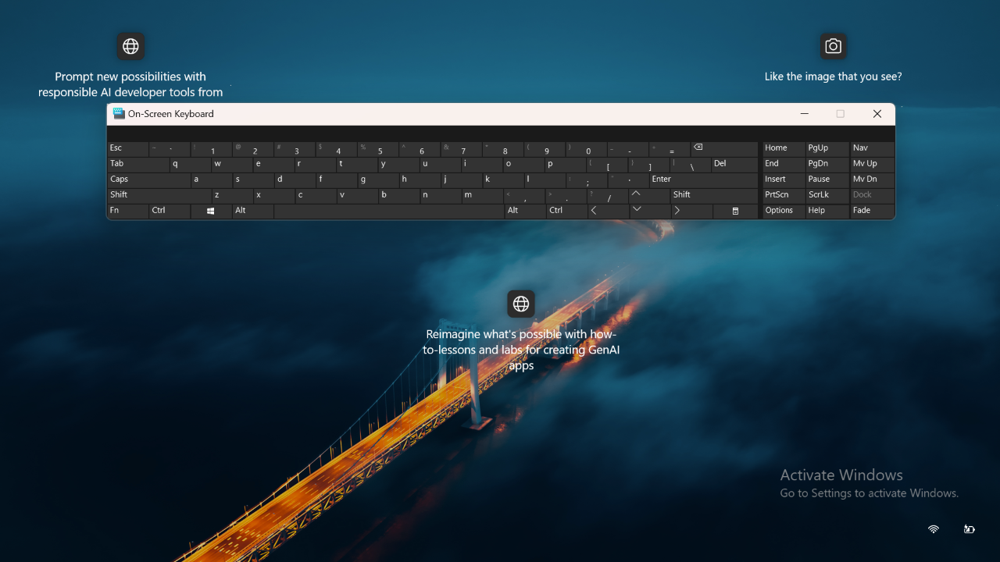 Prompt new possibilities with
responsible AI developer tools from
Like the image that you see?
On-Screen Keyboard
Esc ~ ` ! 1 @ 2 # 3 $ 4 % 5 ^ 6 & 7 * 8 ( 9 ) 0 _ - + = Home PgUp Nav
Tab q w e r t y u i o p { [ } ] | \ Del End PgDn Mv Up
Caps a s d f g h j k l : ; " ' Enter Insert Pause Mv Dn
Shift z x c v b n m < , > . ? / Shift PrtScn ScrLk Dock
Fn Ctrl Alt Alt Ctrl Options Help Fade
Reimagine what's possible with how-
to-lessons and labs for creating GenAI
apps
Activate Windows
Go to Settings to activate Windows.